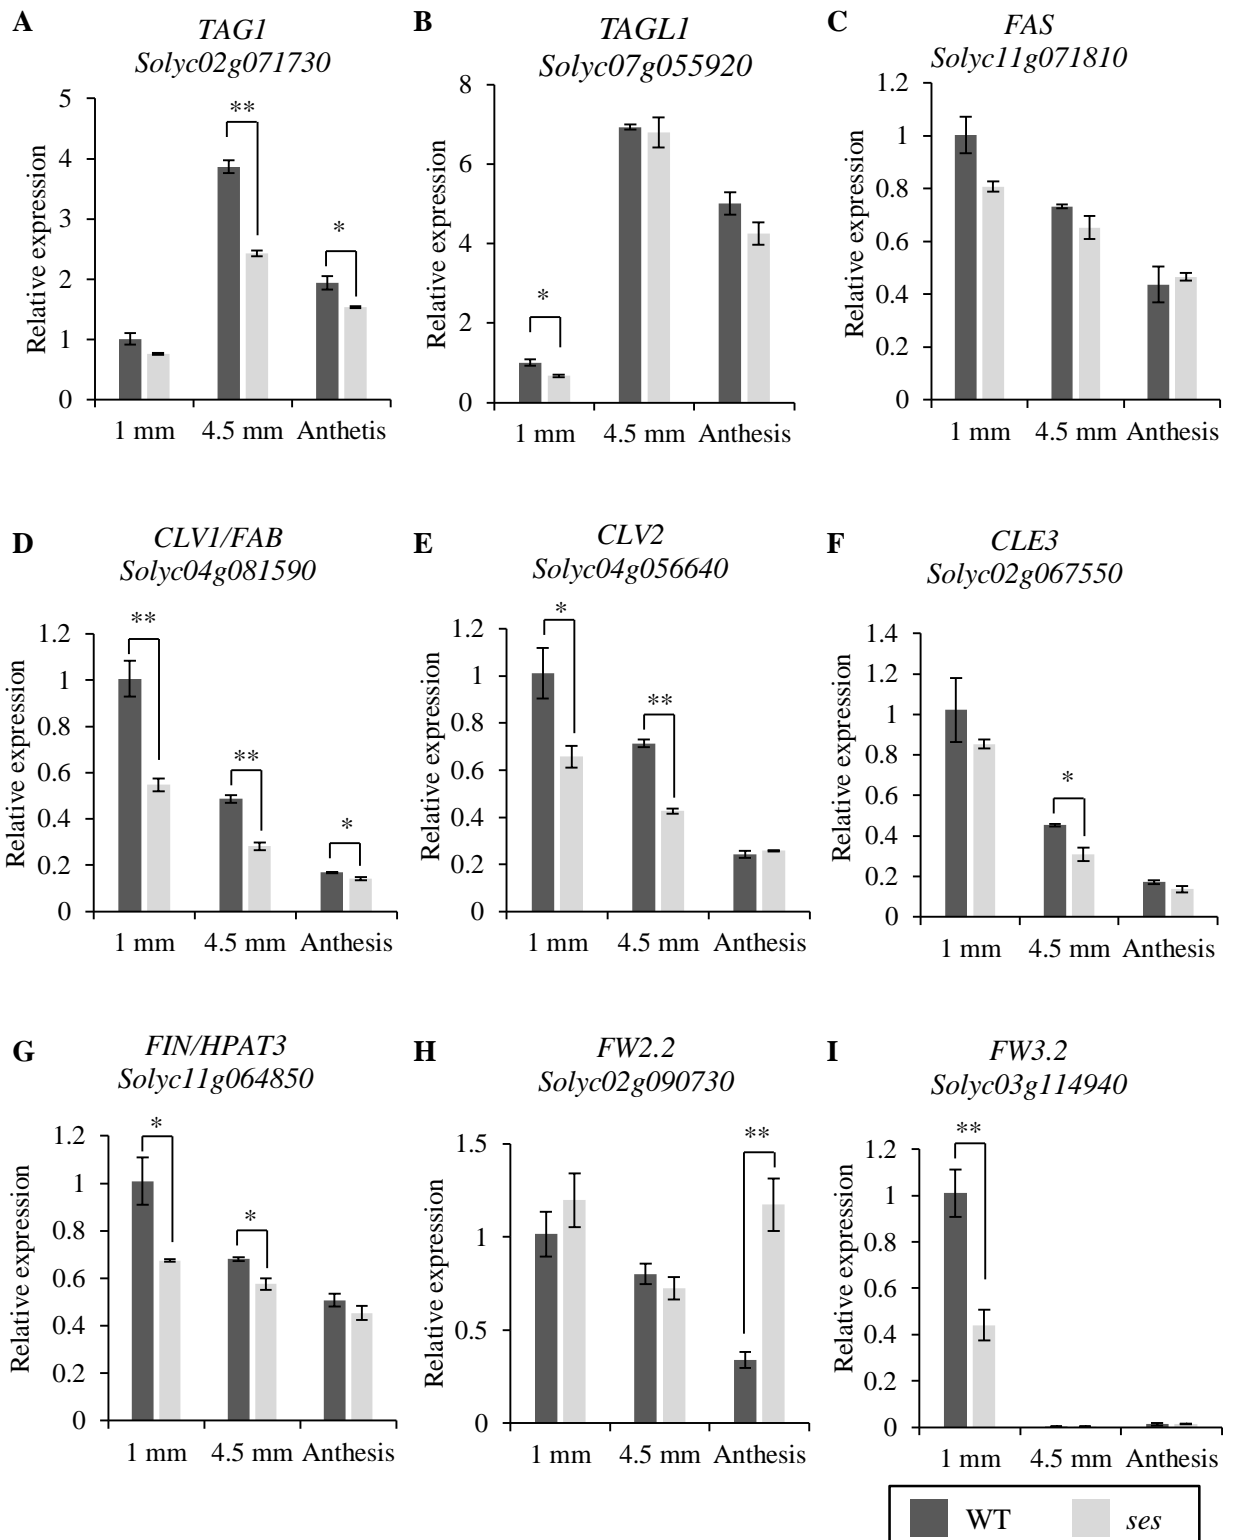 A
TAG1
Solyc02g071730
Relative expression
5
4
3
2
1
0
**
*
1 mm 4.5 mm Anthetis
B
TAGL1
Solyc07g055920
Relative expression
8
6
4
2
0
*
1 mm 4.5 mm Anthesis
C
FAS
Solyc11g071810
Relative expression
1.2
1
0.8
0.6
0.4
0.2
0
1 mm 4.5 mm Anthesis
D
CLV1/FAB
Solyc04g081590
Relative expression
1.2
1
0.8
0.6
0.4
0.2
0
**
**
*
1 mm 4.5 mm Anthesis
E
CLV2
Solyc04g056640
Relative expression
1.2
1
0.8
0.6
0.4
0.2
0
*
**
1 mm 4.5 mm Anthesis
F
CLE3
Solyc02g067550
Relative expression
1.4
1.2
1
0.8
0.6
0.4
0.2
0
*
1 mm 4.5 mm Anthesis
G
FIN/HPAT3
Solyc11g064850
Relative expression
1.2
1
0.8
0.6
0.4
0.2
0
*
*
1 mm 4.5 mm Anthesis
H
FW2.2
Solyc02g090730
Relative expression
1.5
1
0.5
0
**
1 mm 4.5 mm Anthesis
I
FW3.2
Solyc03g114940
Relative expression
1.2
1
0.8
0.6
0.4
0.2
0
**
1 mm 4.5 mm Anthesis
WT ses